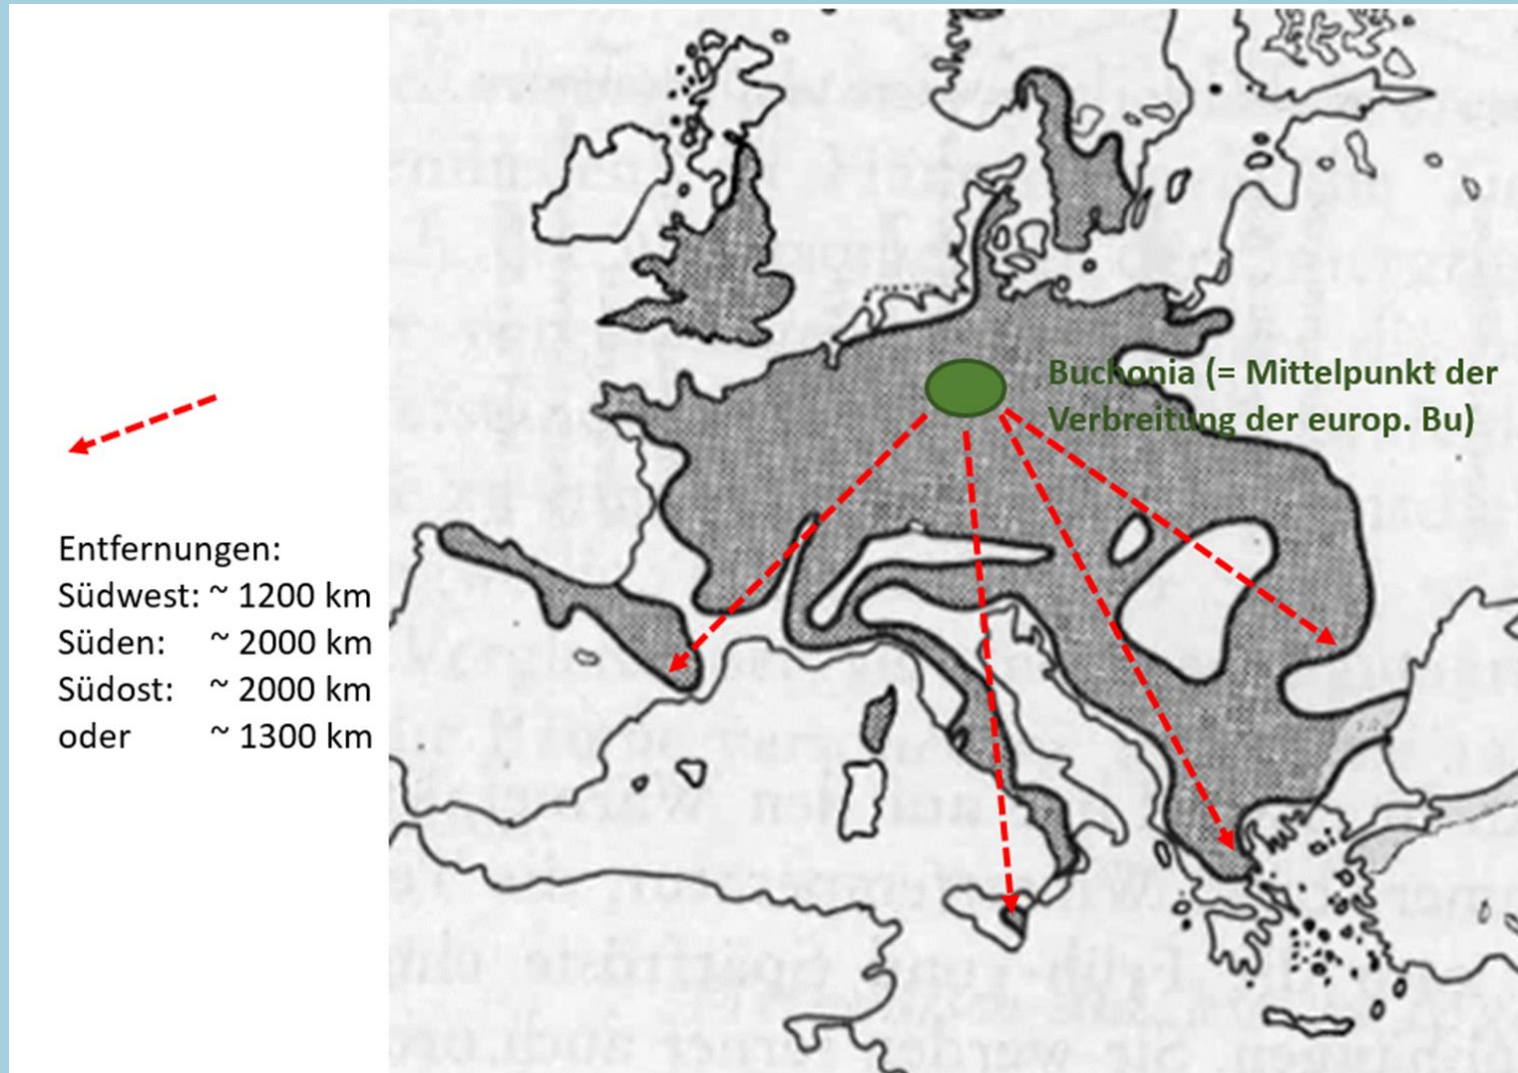 Buchonia (= Mittelpunkt der
Verbreitung der europ. Bu)
Entfernungen:
Südwest: ~ 1200 km
Süden: ~ 2000 km
Südost: ~ 2000 km
oder ~ 1300 km